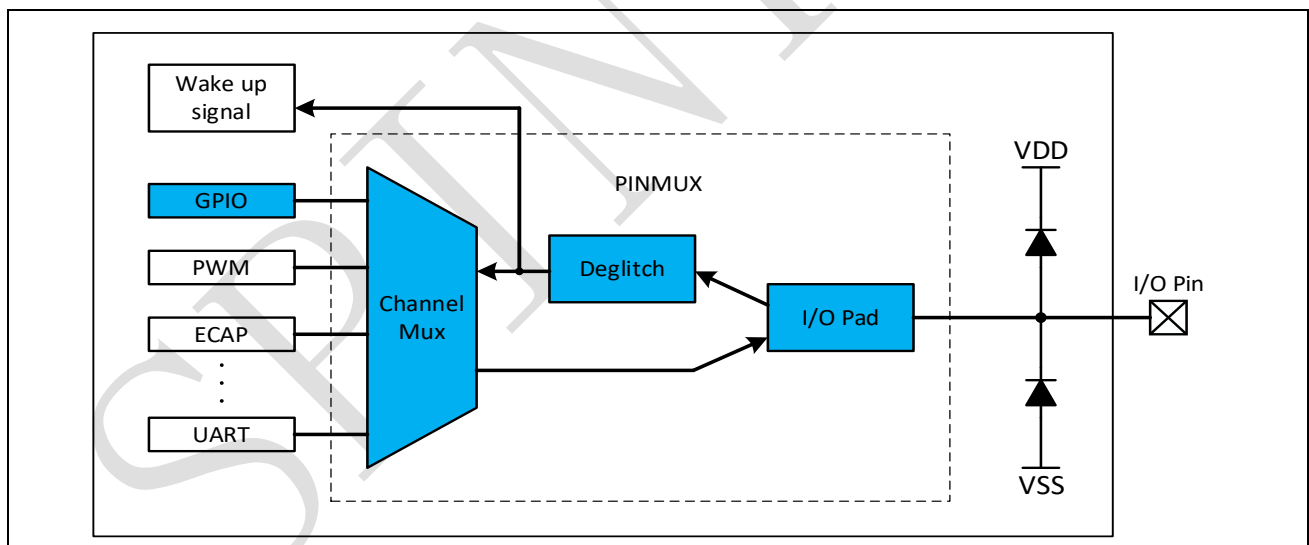 Wake up
signal
GPIO
PWM
ECAP
UART
Channel
Mux
PINMUX
Deglitch
I/O Pad
VDD
VSS
I/O Pin